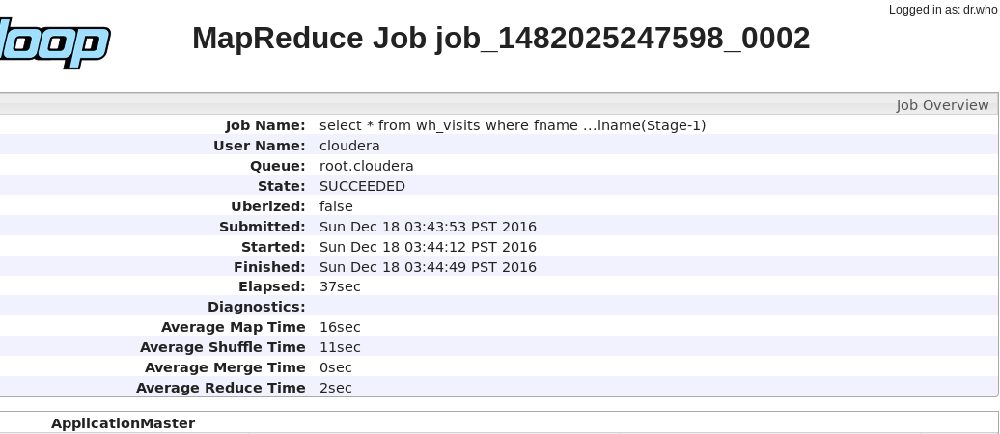 Logged in as: dr.who
loop
MapReduce Job job_1482025247598_0002
Job Overview
Job Name: select * from wh_visits where fname ...lname(Stage-1)
User Name: cloudera
Queue: root.cloudera
State: SUCCEEDED
Uberized: false
Submitted: Sun Dec 18 03:43:53 PST 2016
Started: Sun Dec 18 03:44:12 PST 2016
Finished: Sun Dec 18 03:44:49 PST 2016
Elapsed: 37sec
Diagnostics:
Average Map Time 16sec
Average Shuffle Time 11sec
Average Merge Time 0sec
Average Reduce Time 2sec
ApplicationMaster